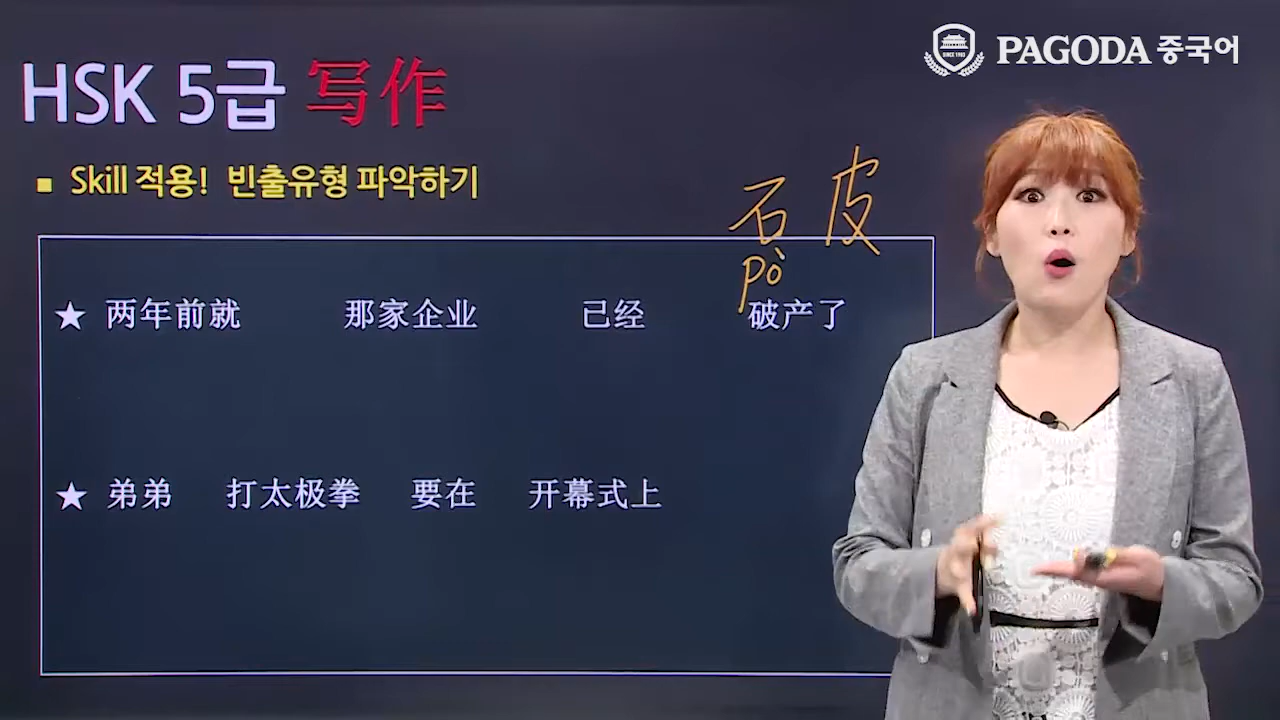 PAGODA 중국어
SINCE 1983
HSK 5급 写作
Skill 적용! 빈출유형 파악하기
石 皮
pò
★ 两年前就 那家企业 已经 破产了
★ 弟弟 打太极拳 要在 开幕式上